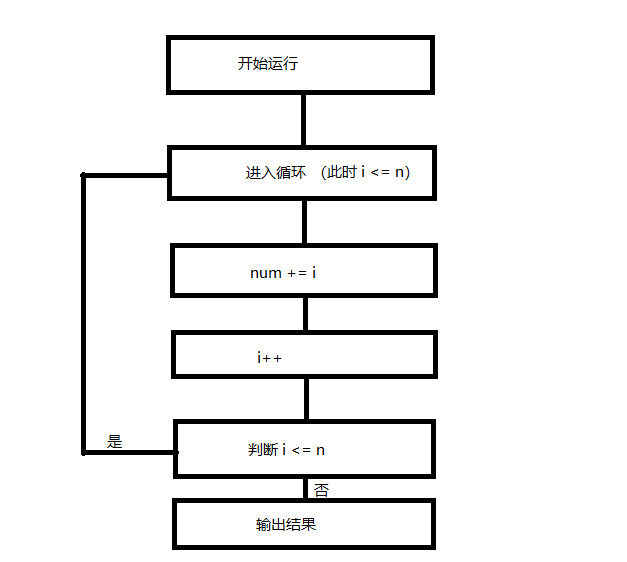 开始运行
进入循环 (此时 i <= n)
num += i
i++
是
判断 i <= n
否
输出结果